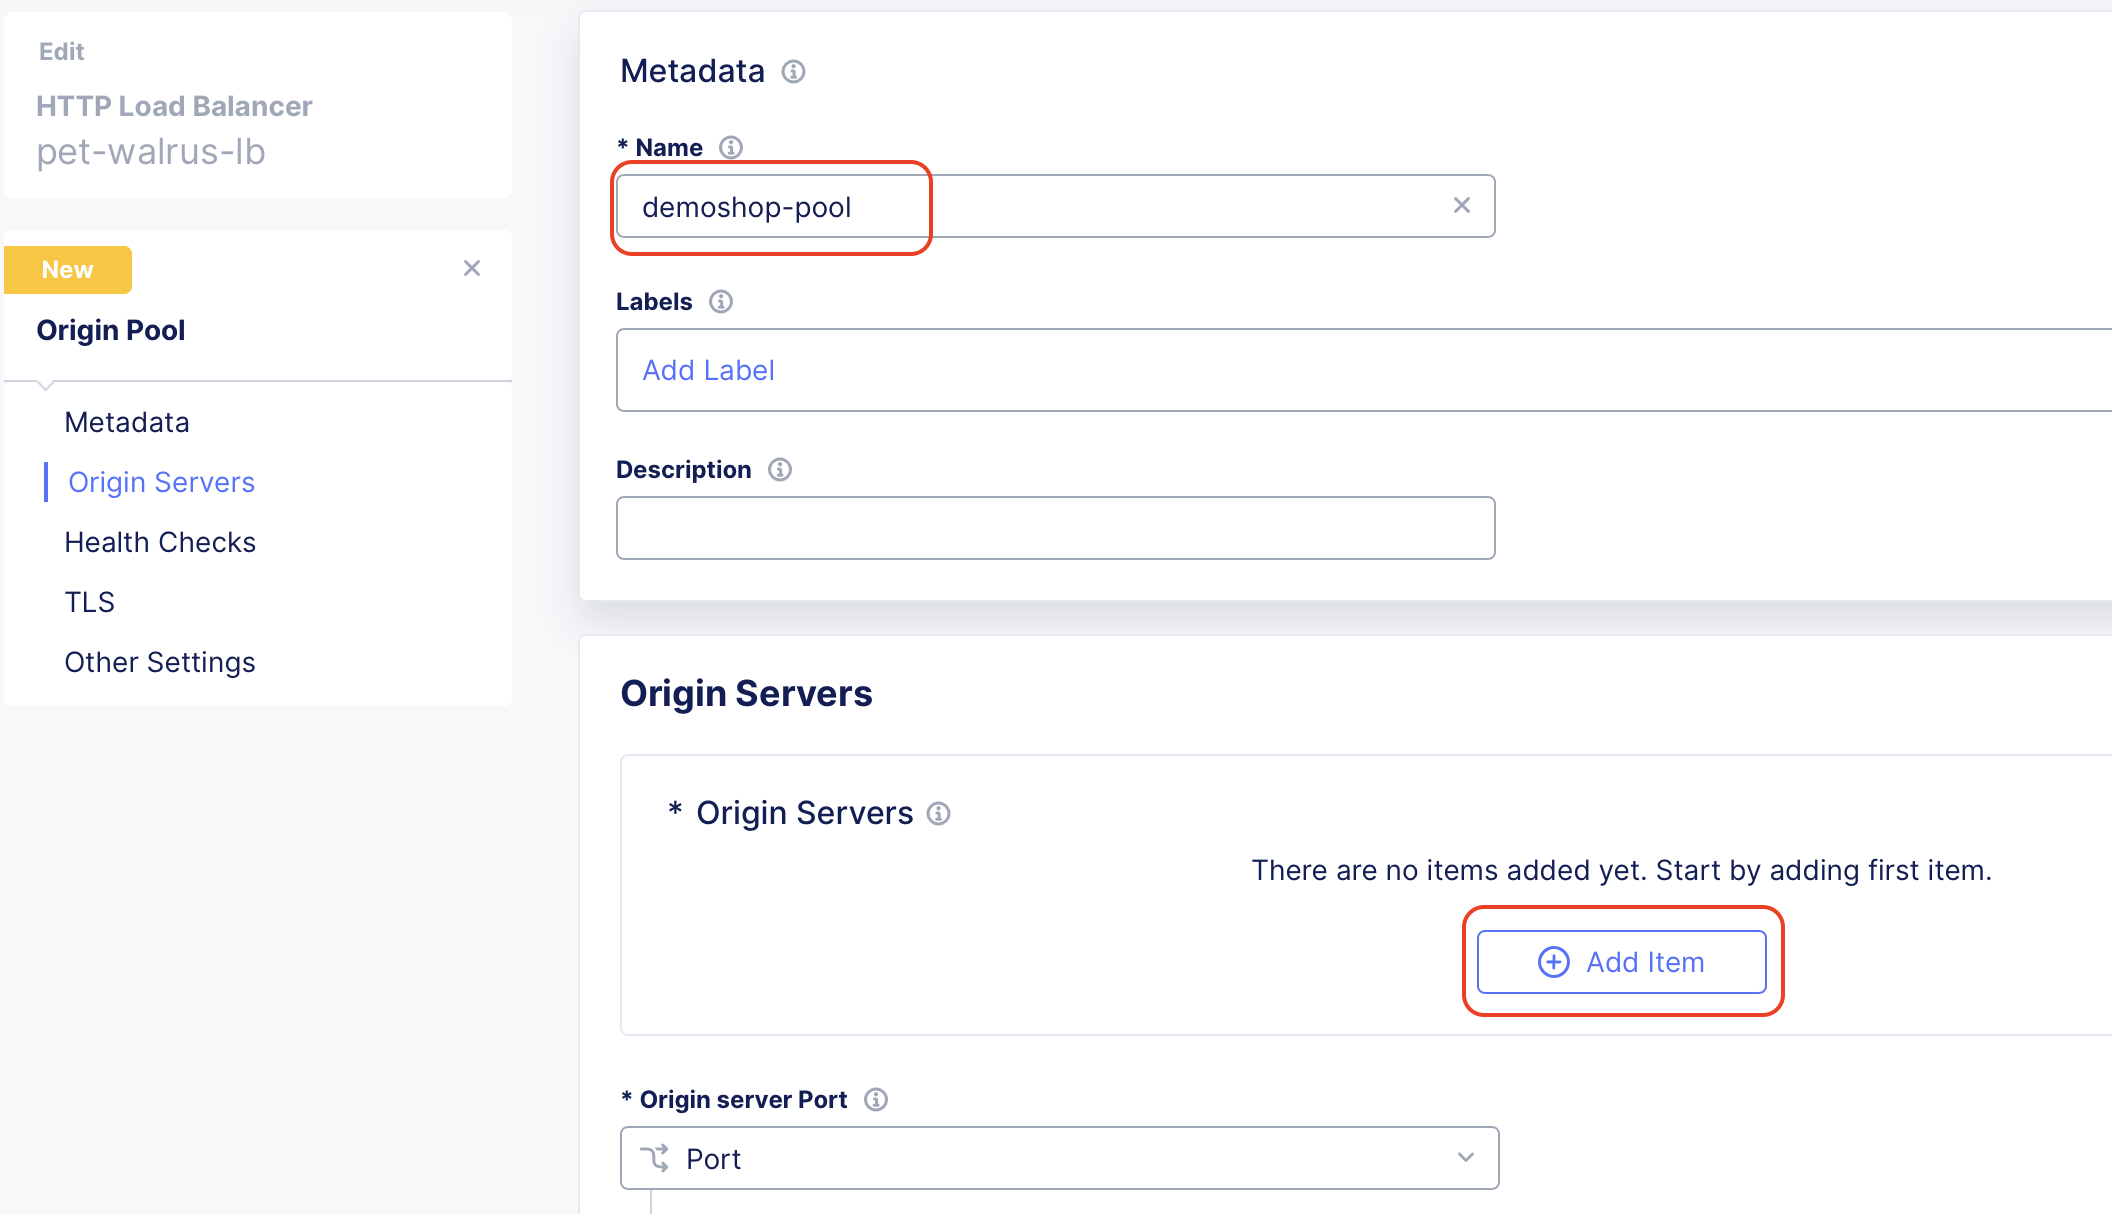 Edit
HTTP Load Balancer
pet-walrus-lb
New
Origin Pool
Metadata
Origin Servers
Health Checks
TLS
Other Settings
Metadata
* Name
demoshop-pool
Labels
Add Label
Description
Origin Servers
* Origin Servers
There are no items added yet. Start by adding first item.
Add Item
* Origin server Port
Port